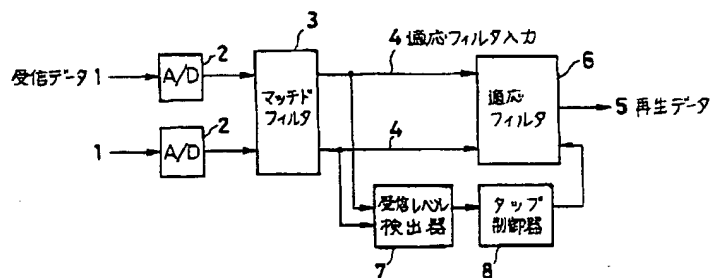 3
4 適応フィルタ入力
2
6
受信データ 1
A/D
マッチド
フィルタ
適応
フィルタ
5 再生データ
2
1
A/D
4
受信レベル
検出器
タップ
制御器
7
8